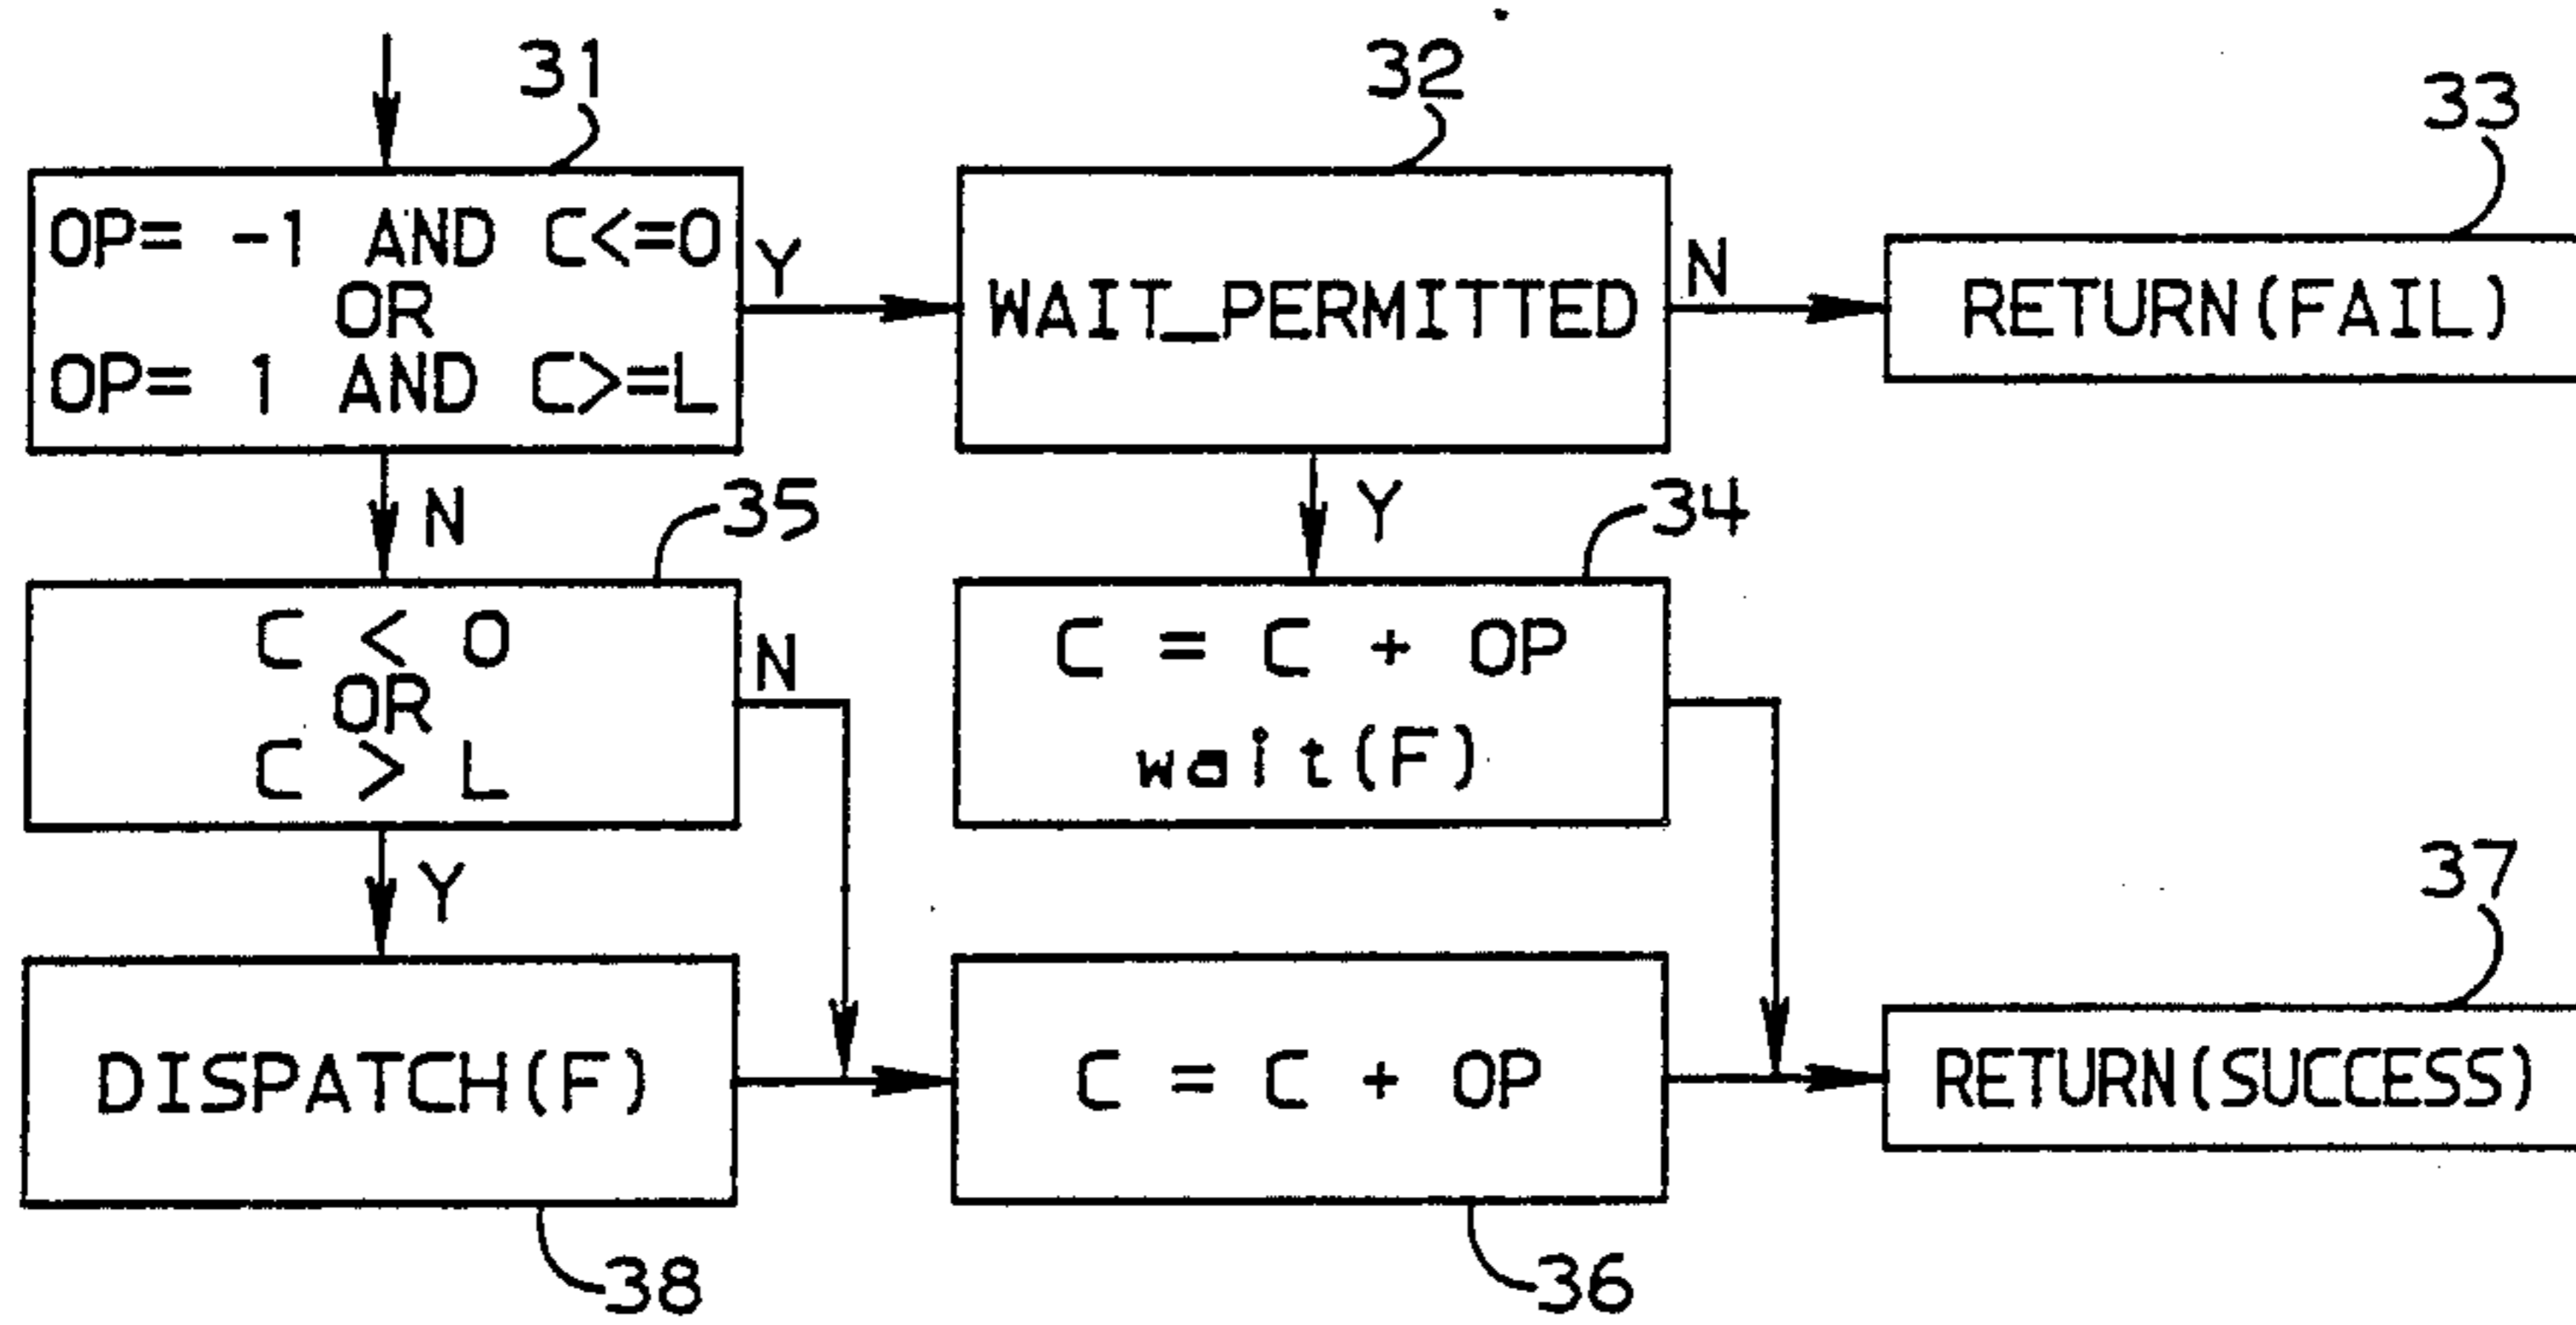 31
32
33
OP= -1 AND C<=0
OR
OP= 1 AND C>=L
Y
WAIT_PERMITTED
N
RETURN(FAIL)
N
35
Y
34
C < 0
OR
C > L
N
C = C + OP
wait(F)
Y
37
DISPATCH(F)
C = C + OP
RETURN(SUCCESS)
38
36